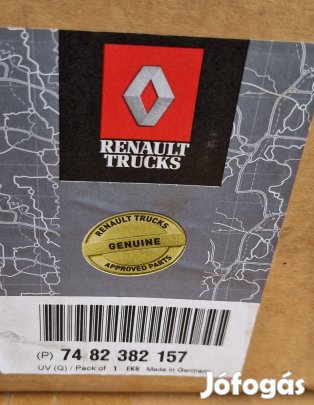 RENAULT
TRUCKS
RENAULT TRUCKS
GENUINE
APPROVED PARTS
(P) 74 82 382 157
UV (Q) / Pack of 1 EKB Made in Germany
Jófogás